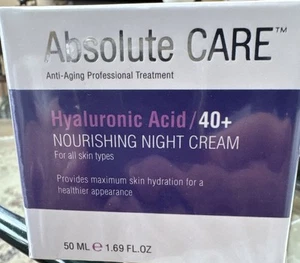 Absolute CARE™
Anti-Aging Professional Treatment
Hyaluronic Acid/40+
NOURISHING NIGHT CREAM
For all skin types
Provides maximum skin hydration for a
healthier appearance
50 ML ℮ 1.69 FL.OZ